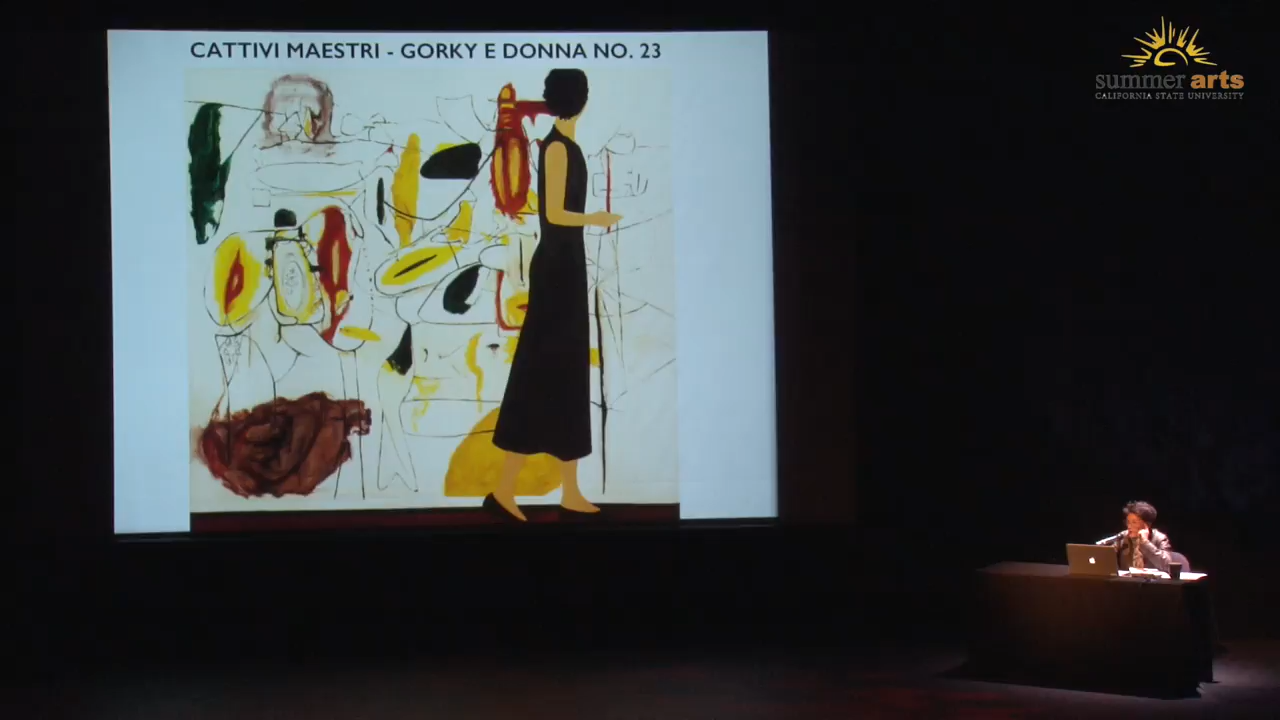 CATTIVI MAESTRI - GORKY E DONNA NO. 23
summer arts
CALIFORNIA STATE UNIVERSITY